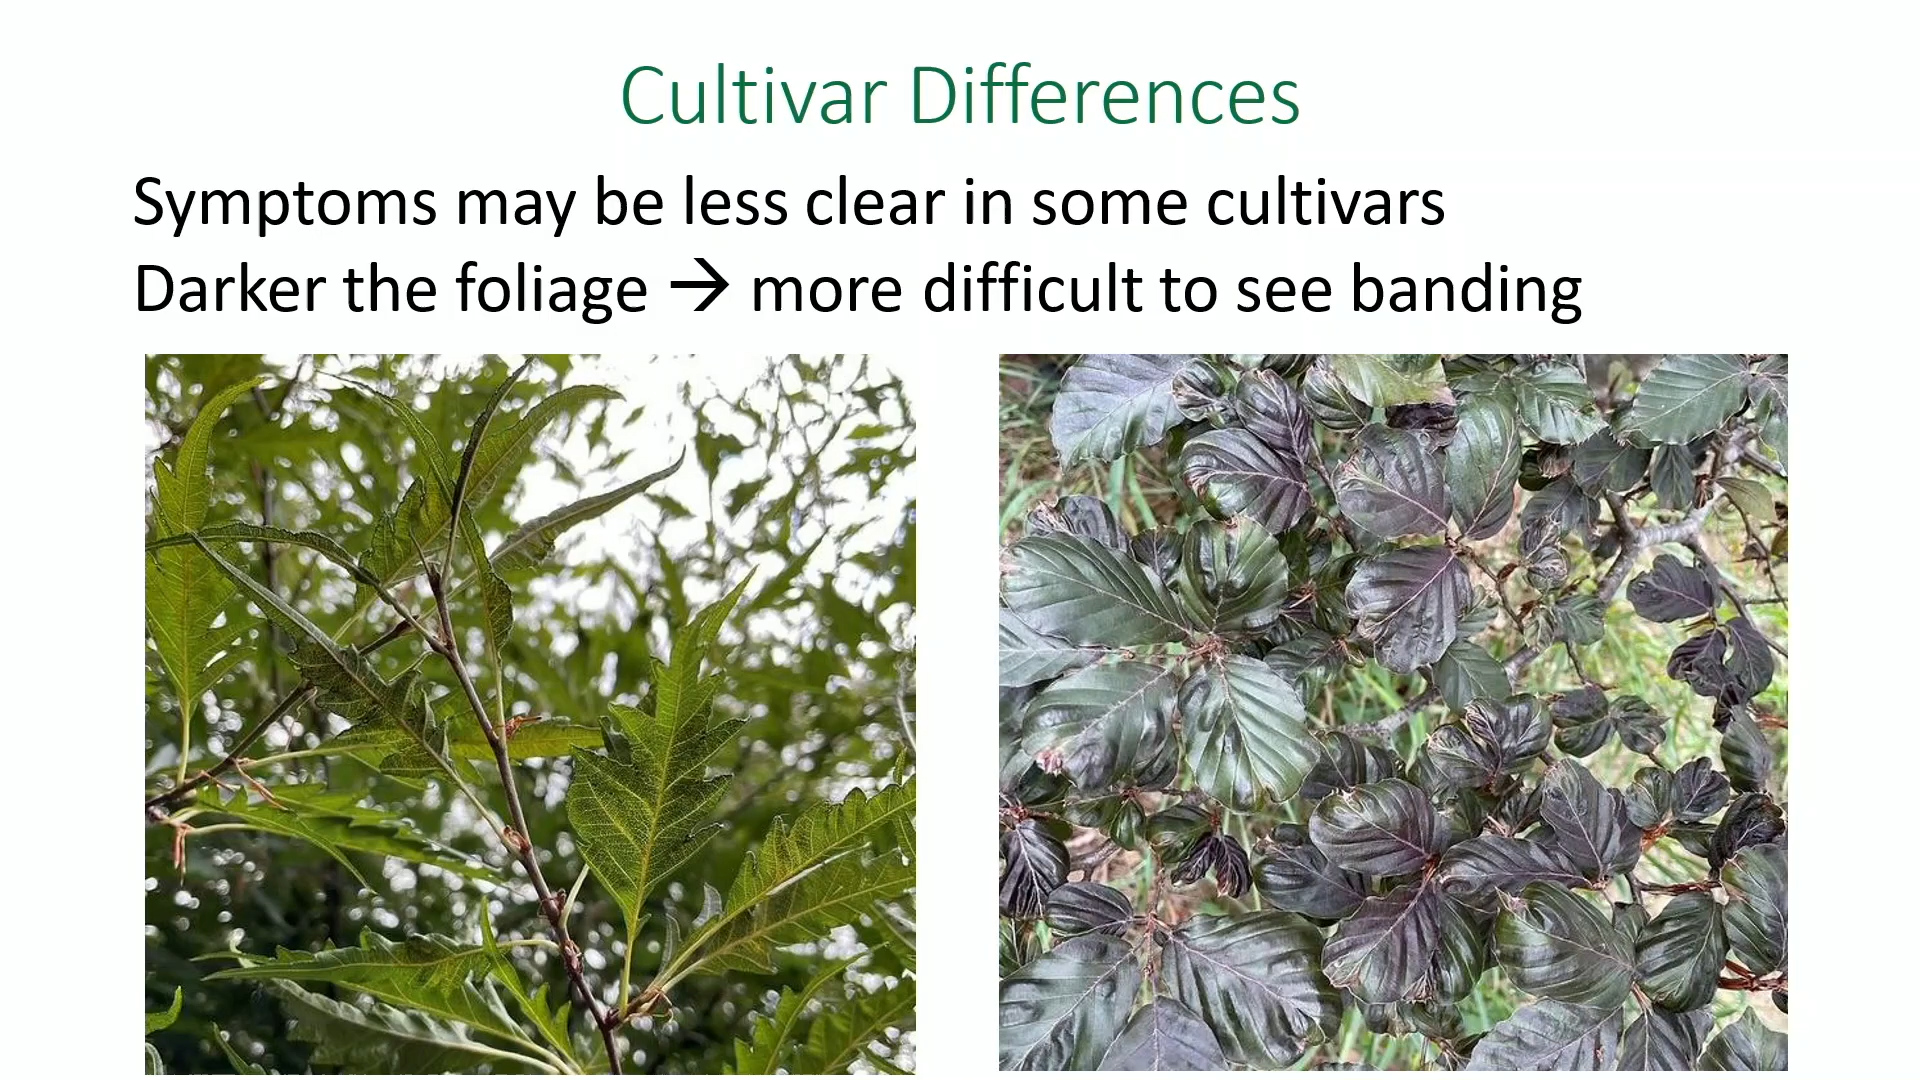 Cultivar Differences
Symptoms may be less clear in some cultivars
Darker the foliage → more difficult to see banding